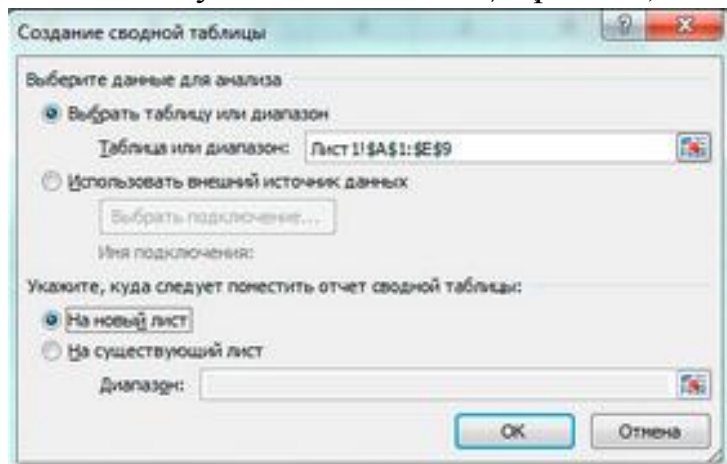 Создание сводной таблицы
Выберите данные для анализа
Выбрать таблицу или диапазон
Таблица или диапазон: Лист1!$A$1:$E$9
Использовать внешний источник данных
Выбрать подключение...
Имя подключения:
Укажите, куда следует поместить отчет сводной таблицы:
На новый лист
На существующий лист
Диапазон:
ОК Отмена